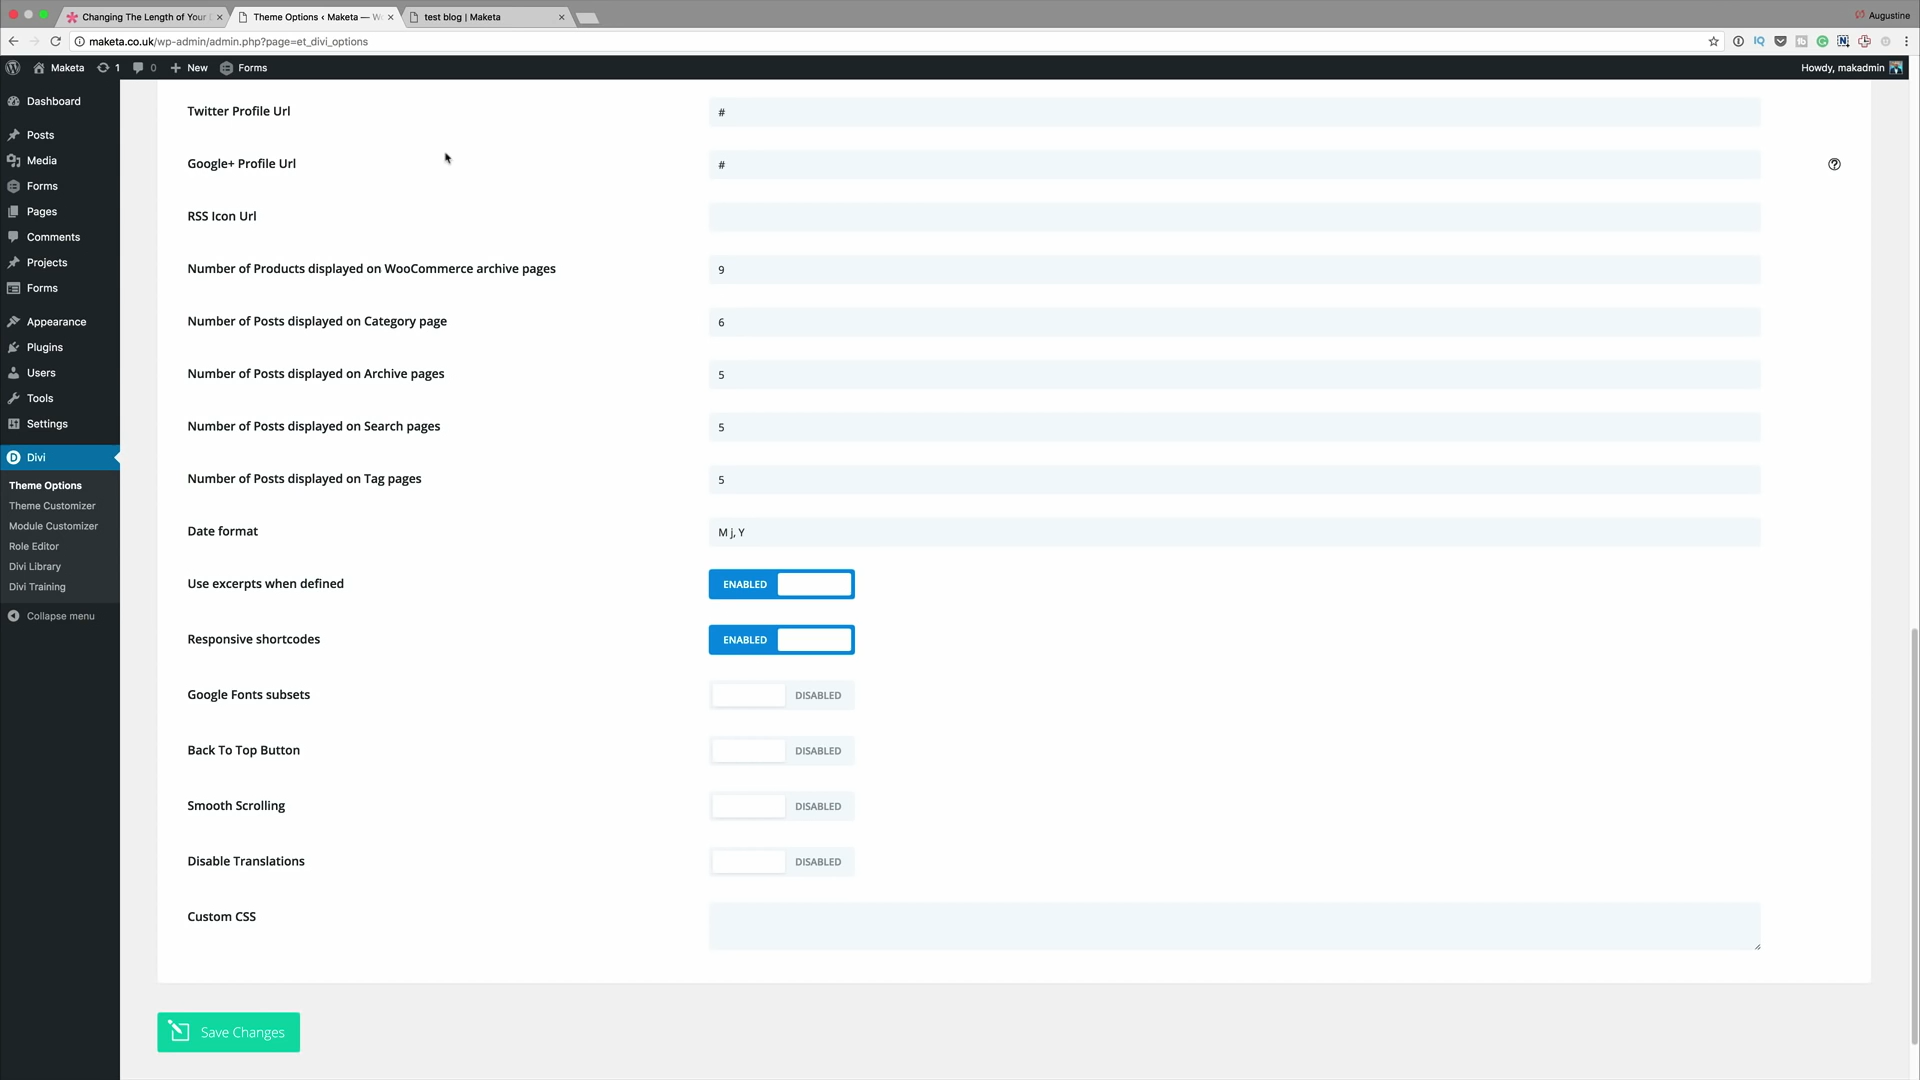 Changing The Length of Your
Theme Options ‹ Maketa — W
test blog | Maketa
Augustine
maketa.co.uk/wp-admin/admin.php?page=et_divi_options
Maketa
1
0
New
Forms
Howdy, makadmin
Dashboard
Posts
Media
Forms
Pages
Comments
Projects
Forms
Appearance
Plugins
Users
Tools
Settings
Divi
Theme Options
Theme Customizer
Module Customizer
Role Editor
Divi Library
Divi Training
Collapse menu
Twitter Profile Url
#
Google+ Profile Url
#
RSS Icon Url
Number of Products displayed on WooCommerce archive pages
9
Number of Posts displayed on Category page
6
Number of Posts displayed on Archive pages
5
Number of Posts displayed on Search pages
5
Number of Posts displayed on Tag pages
5
Date format
M j, Y
Use excerpts when defined
ENABLED
Responsive shortcodes
ENABLED
Google Fonts subsets
DISABLED
Back To Top Button
DISABLED
Smooth Scrolling
DISABLED
Disable Translations
DISABLED
Custom CSS
Save Changes